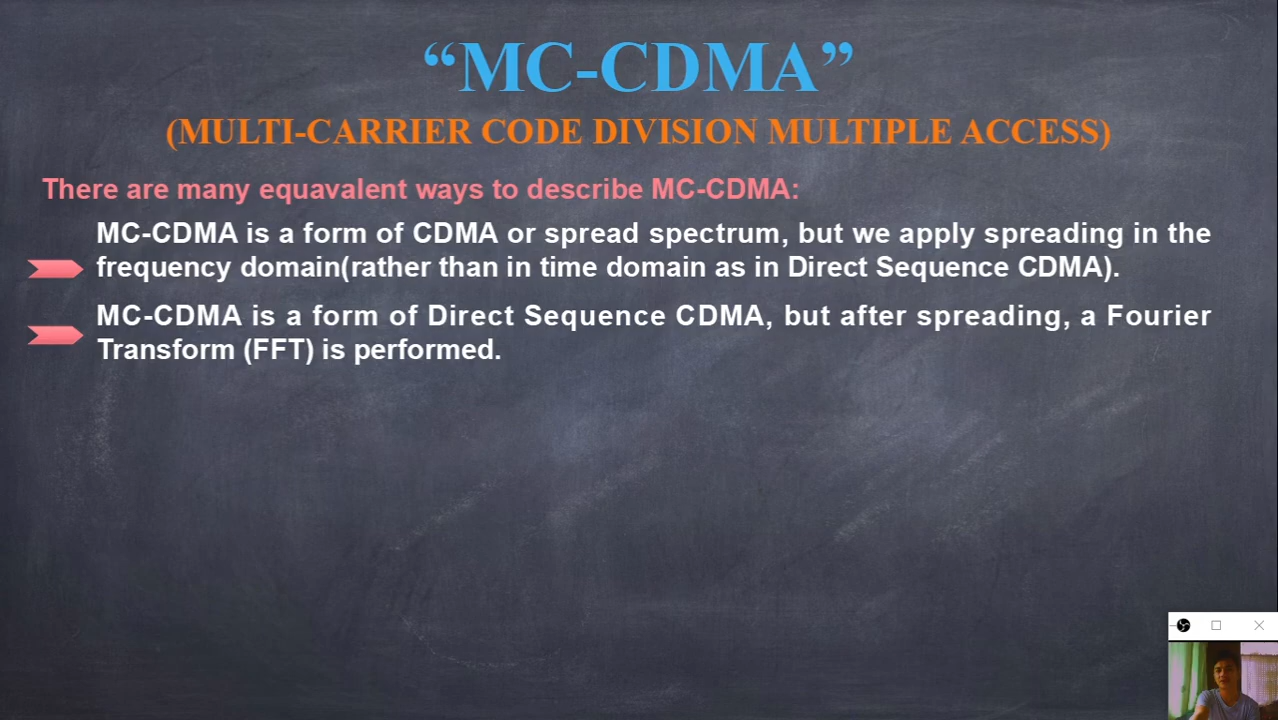 “MC-CDMA”
(MULTI-CARRIER CODE DIVISION MULTIPLE ACCESS)
There are many equavalent ways to describe MC-CDMA:
MC-CDMA is a form of CDMA or spread spectrum, but we apply spreading in the
frequency domain(rather than in time domain as in Direct Sequence CDMA).
MC-CDMA is a form of Direct Sequence CDMA, but after spreading, a Fourier
Transform (FFT) is performed.